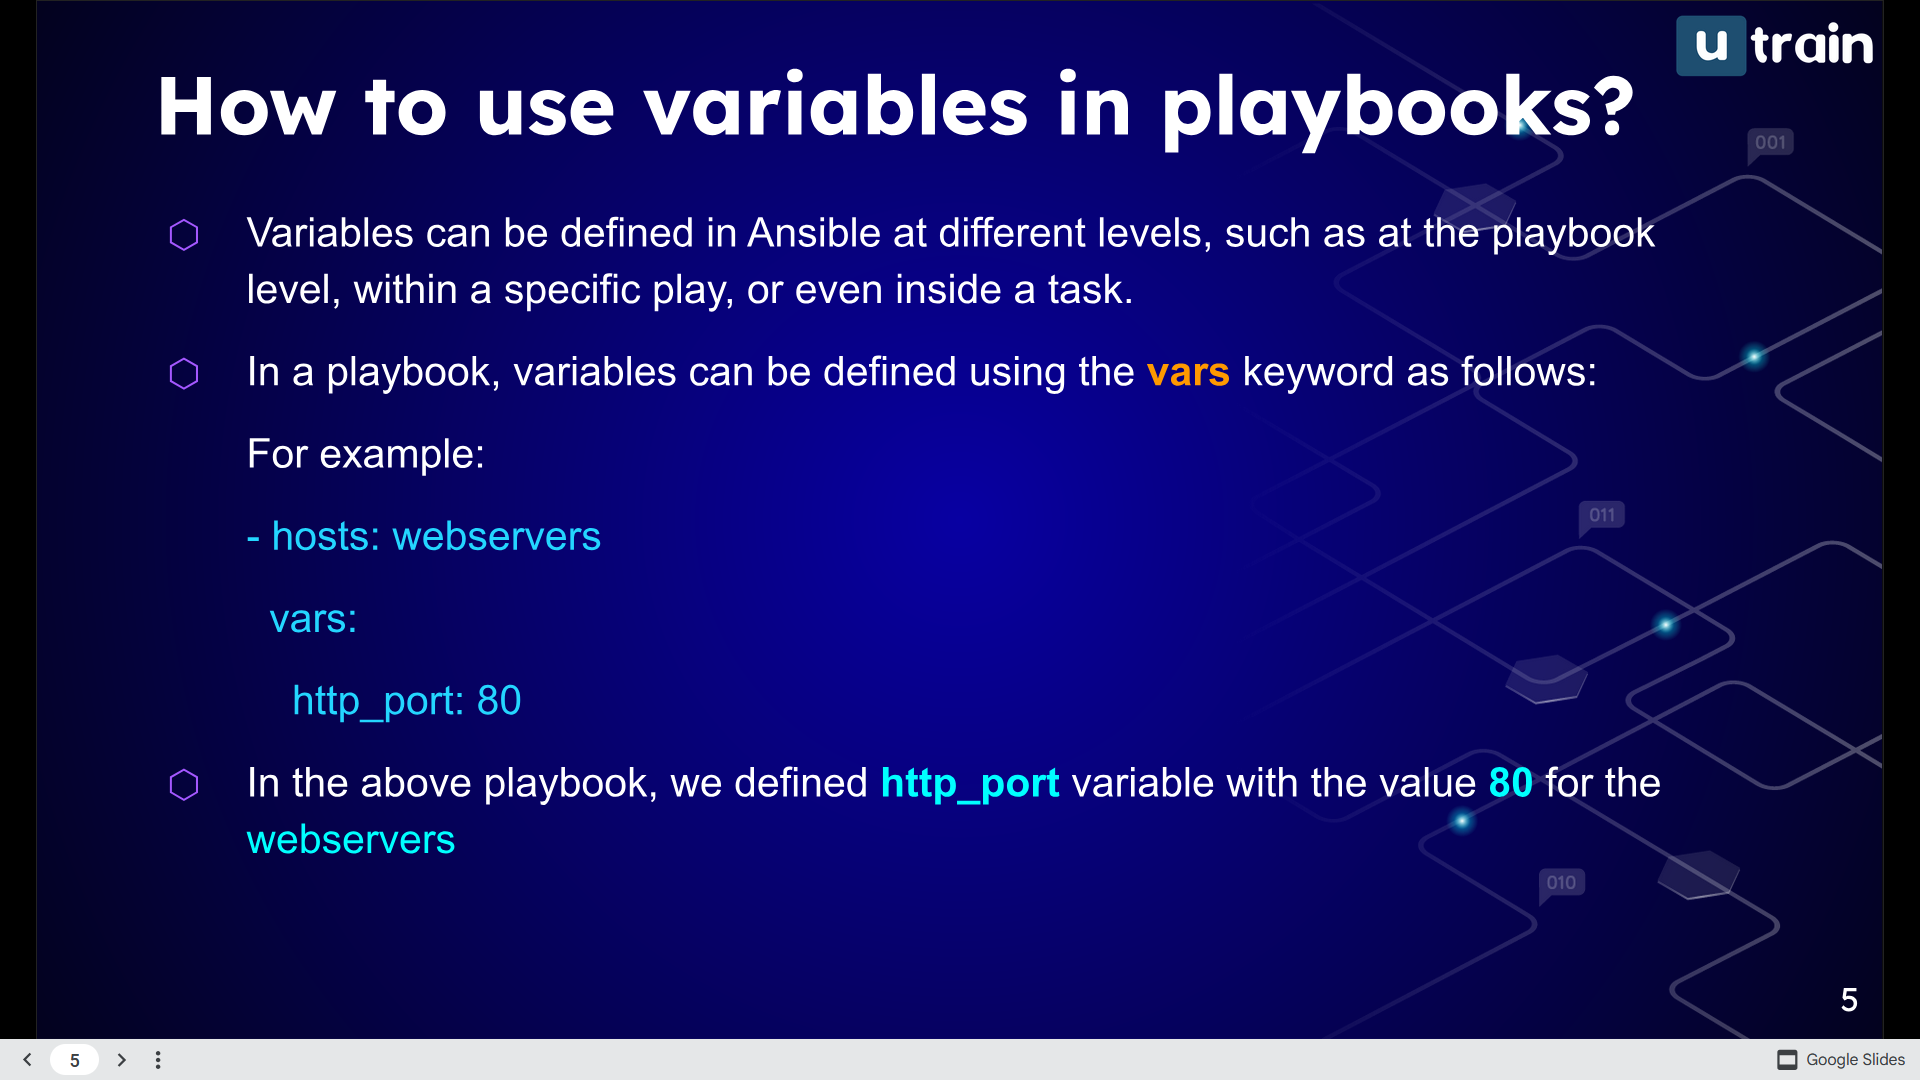 u train
How to use variables in playbooks?
001
Variables can be defined in Ansible at different levels, such as at the playbook
level, within a specific play, or even inside a task.
In a playbook, variables can be defined using the vars keyword as follows:
For example:
- hosts: webservers
vars:
http_port: 80
011
In the above playbook, we defined http_port variable with the value 80 for the
webservers
010
5
5
Google Slides